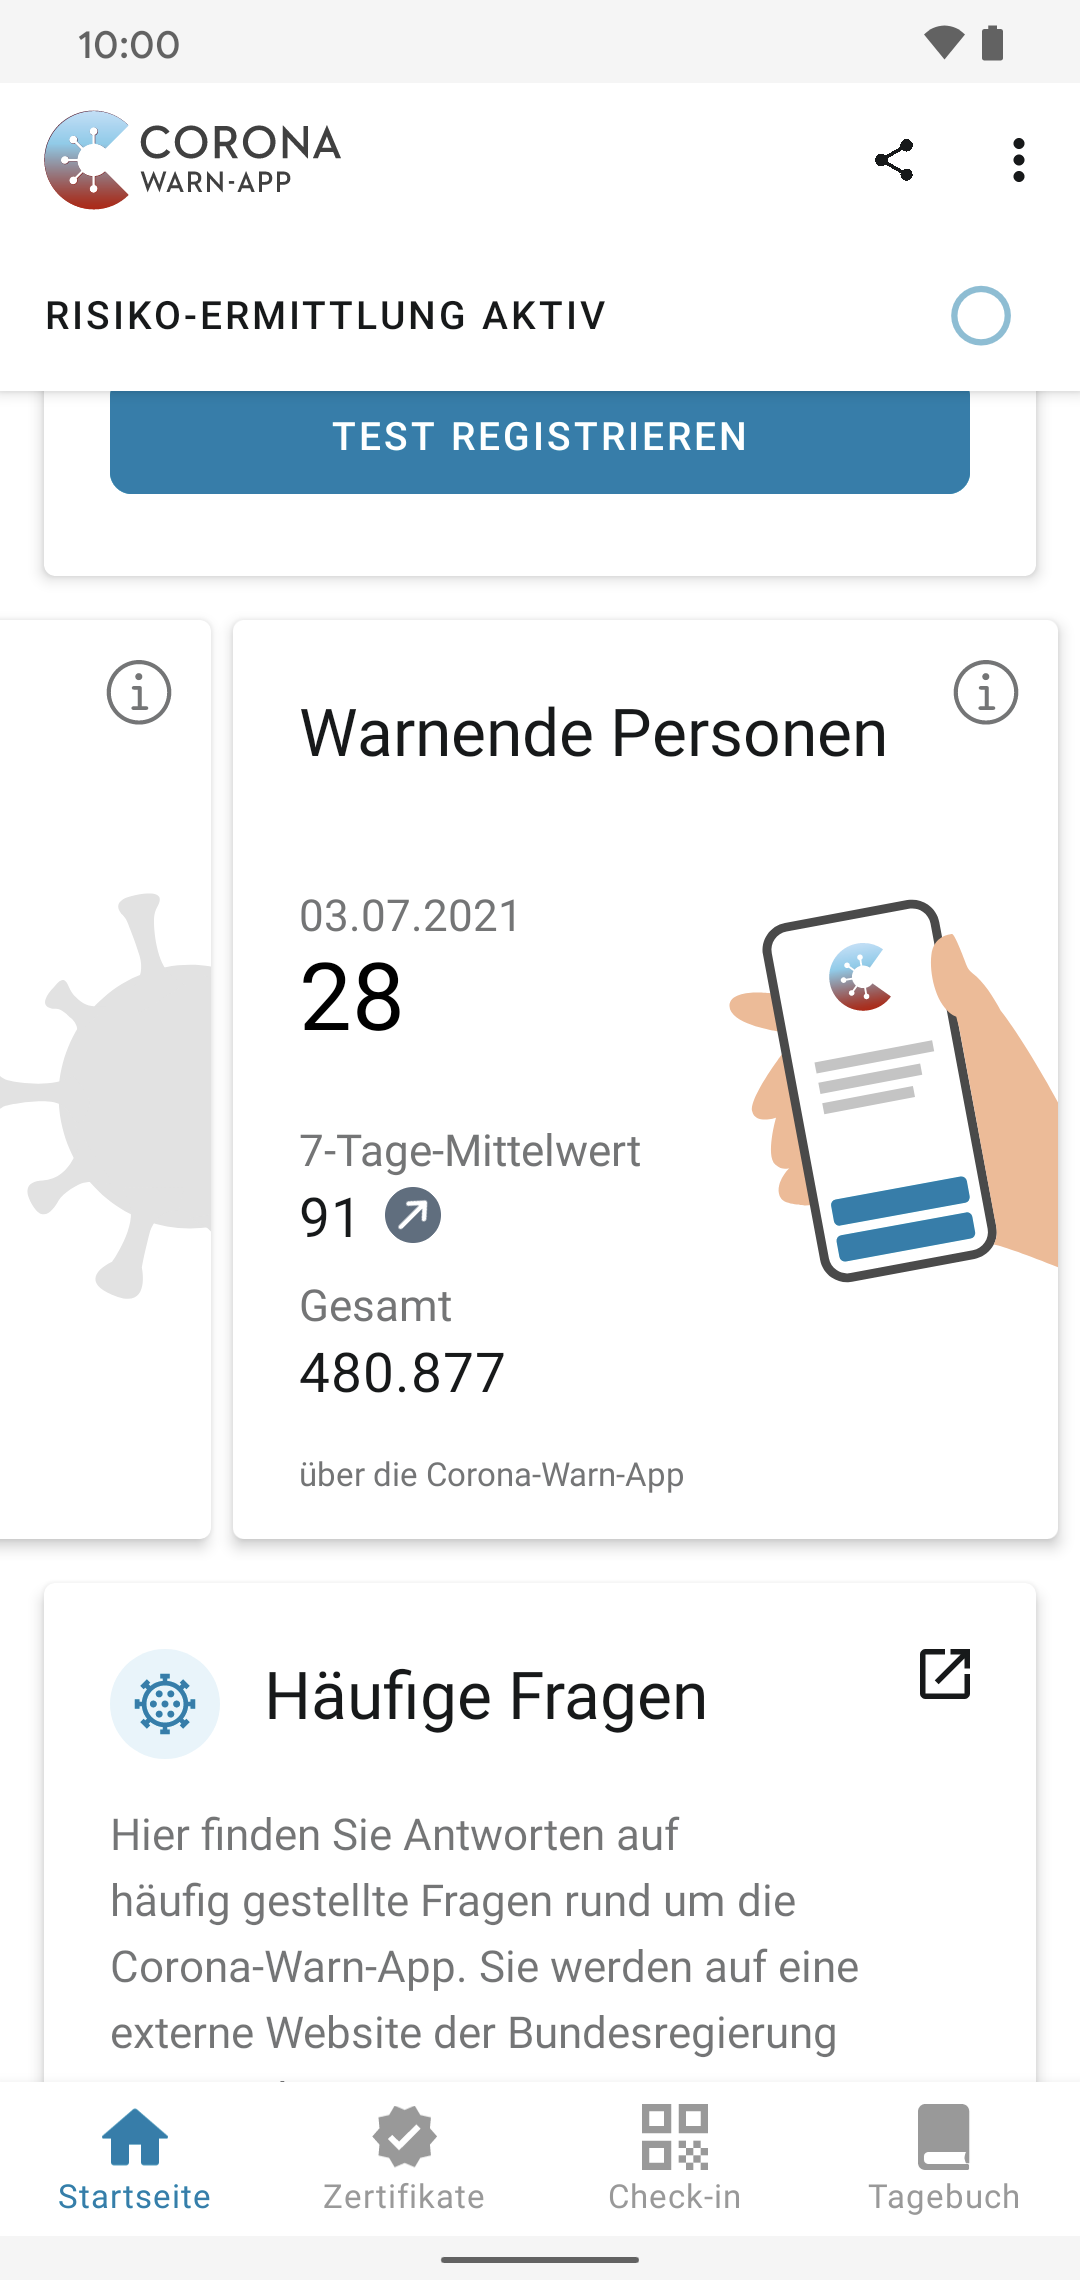 10:00
CORONA
WARN-APP
RISIKO-ERMITTLUNG AKTIV
TEST REGISTRIEREN
Warnende Personen
03.07.2021
28
7-Tage-Mittelwert
91
Gesamt
480.877
über die Corona-Warn-App
Häufige Fragen
Hier finden Sie Antworten auf
häufig gestellte Fragen rund um die
Corona-Warn-App. Sie werden auf eine
externe Website der Bundesregierung
Startseite
Zertifikate
Check-in
Tagebuch